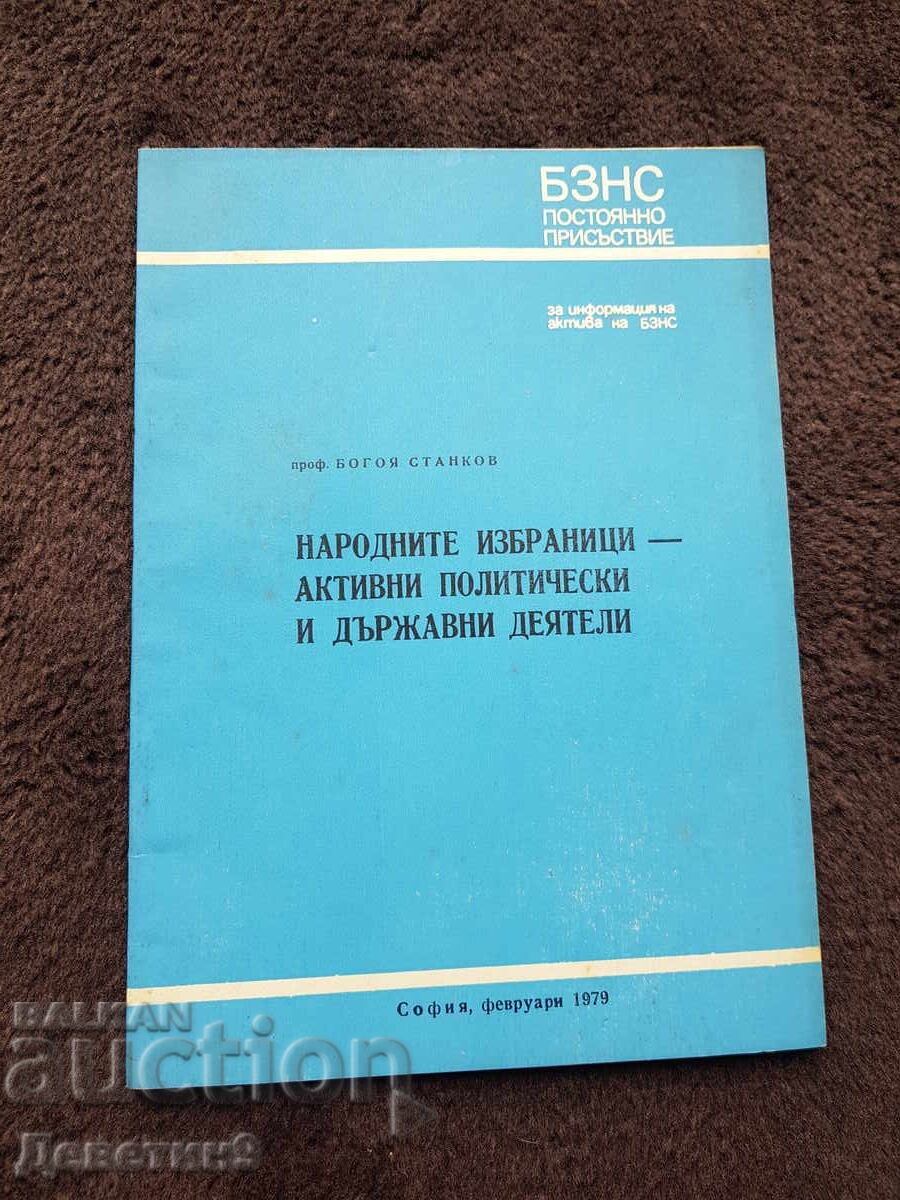 БЗНС
ПОСТОЯННО
ПРИСЪСТВИЕ
за информация на
актива на БЗНС
проф. БОГОЯ СТАНКОВ
НАРОДНИТЕ ИЗБРАНИЦИ —
АКТИВНИ ПОЛИТИЧЕСКИ
И ДЪРЖАВНИ ДЕЯТЕЛИ
София, февруари 1979
BALKAN
auction
Деветин9